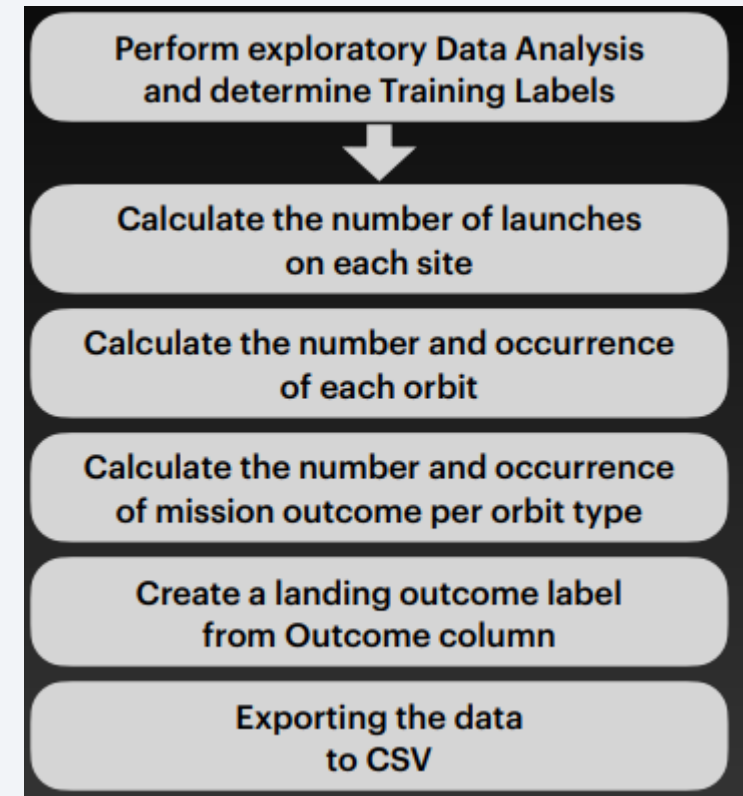 Perform exploratory Data Analysis
and determine Training Labels
Calculate the number of launches
on each site
Calculate the number and occurrence
of each orbit
Calculate the number and occurrence
of mission outcome per orbit type
Create a landing outcome label
from Outcome column
Exporting the data
to CSV